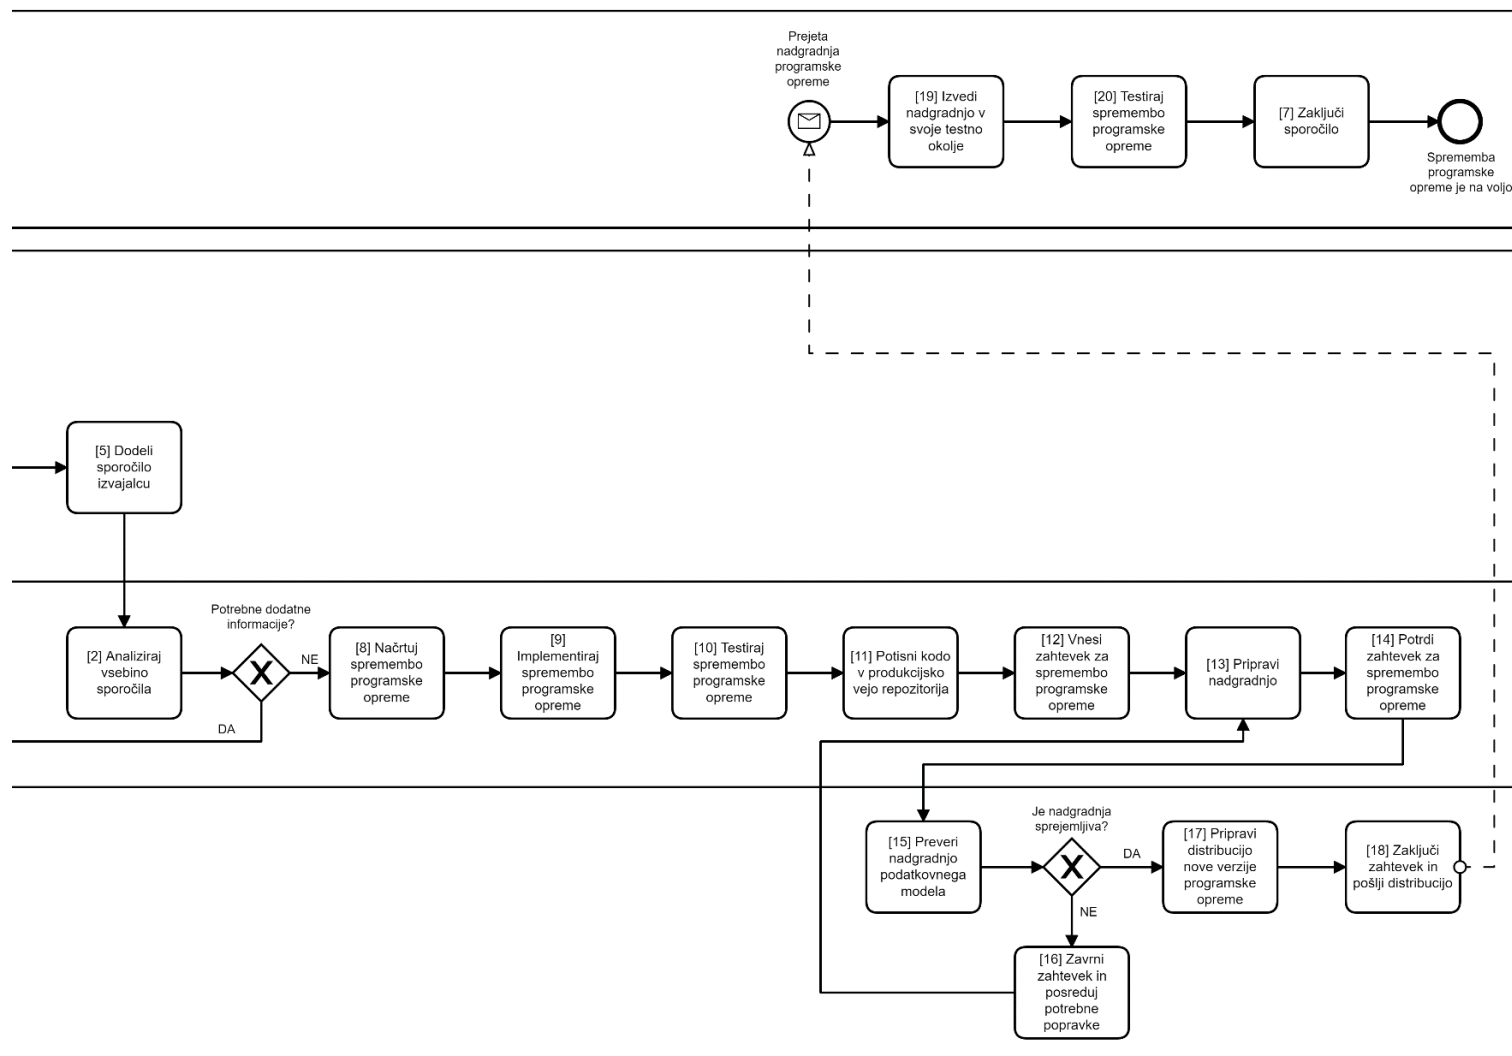 Prejeta
nadgradnja
programske
opreme
[19] Izvedi
nadgradnjo v
svoje testno
okolje
[20] Testiraj
spremembo
programske
opreme
[7] Zaključi
sporočilo
Sprememba
programske
opreme je na voljo
[5] Dodeli
sporočilo
izvajalcu
[2] Analiziraj
vsebino
sporočila
Potrebne dodatne
informacije?
NE
DA
[8] Načrtuj
spremembo
programske
opreme
[9]
Implementiraj
spremembo
programske
opreme
[10] Testiraj
spremembo
programske
opreme
[11] Potisni kodo
v produkcijsko
vejo repozitorija
[12] Vnesi
zahtevek za
spremembo
programske
opreme
[13] Pripravi
nadgradnjo
[14] Potrdi
zahtevek za
spremembo
programske
opreme
[15] Preveri
nadgradnjo
podatkovnega
modela
Je nadgradnja
sprejemljiva?
DA
NE
[17] Pripravi
distribucijo
nove verzije
programske
opreme
[18] Zaključi
zahtevek in
pošlji distribucijo
[16] Zavrni
zahtevek in
posreduj
potrebne
popravke